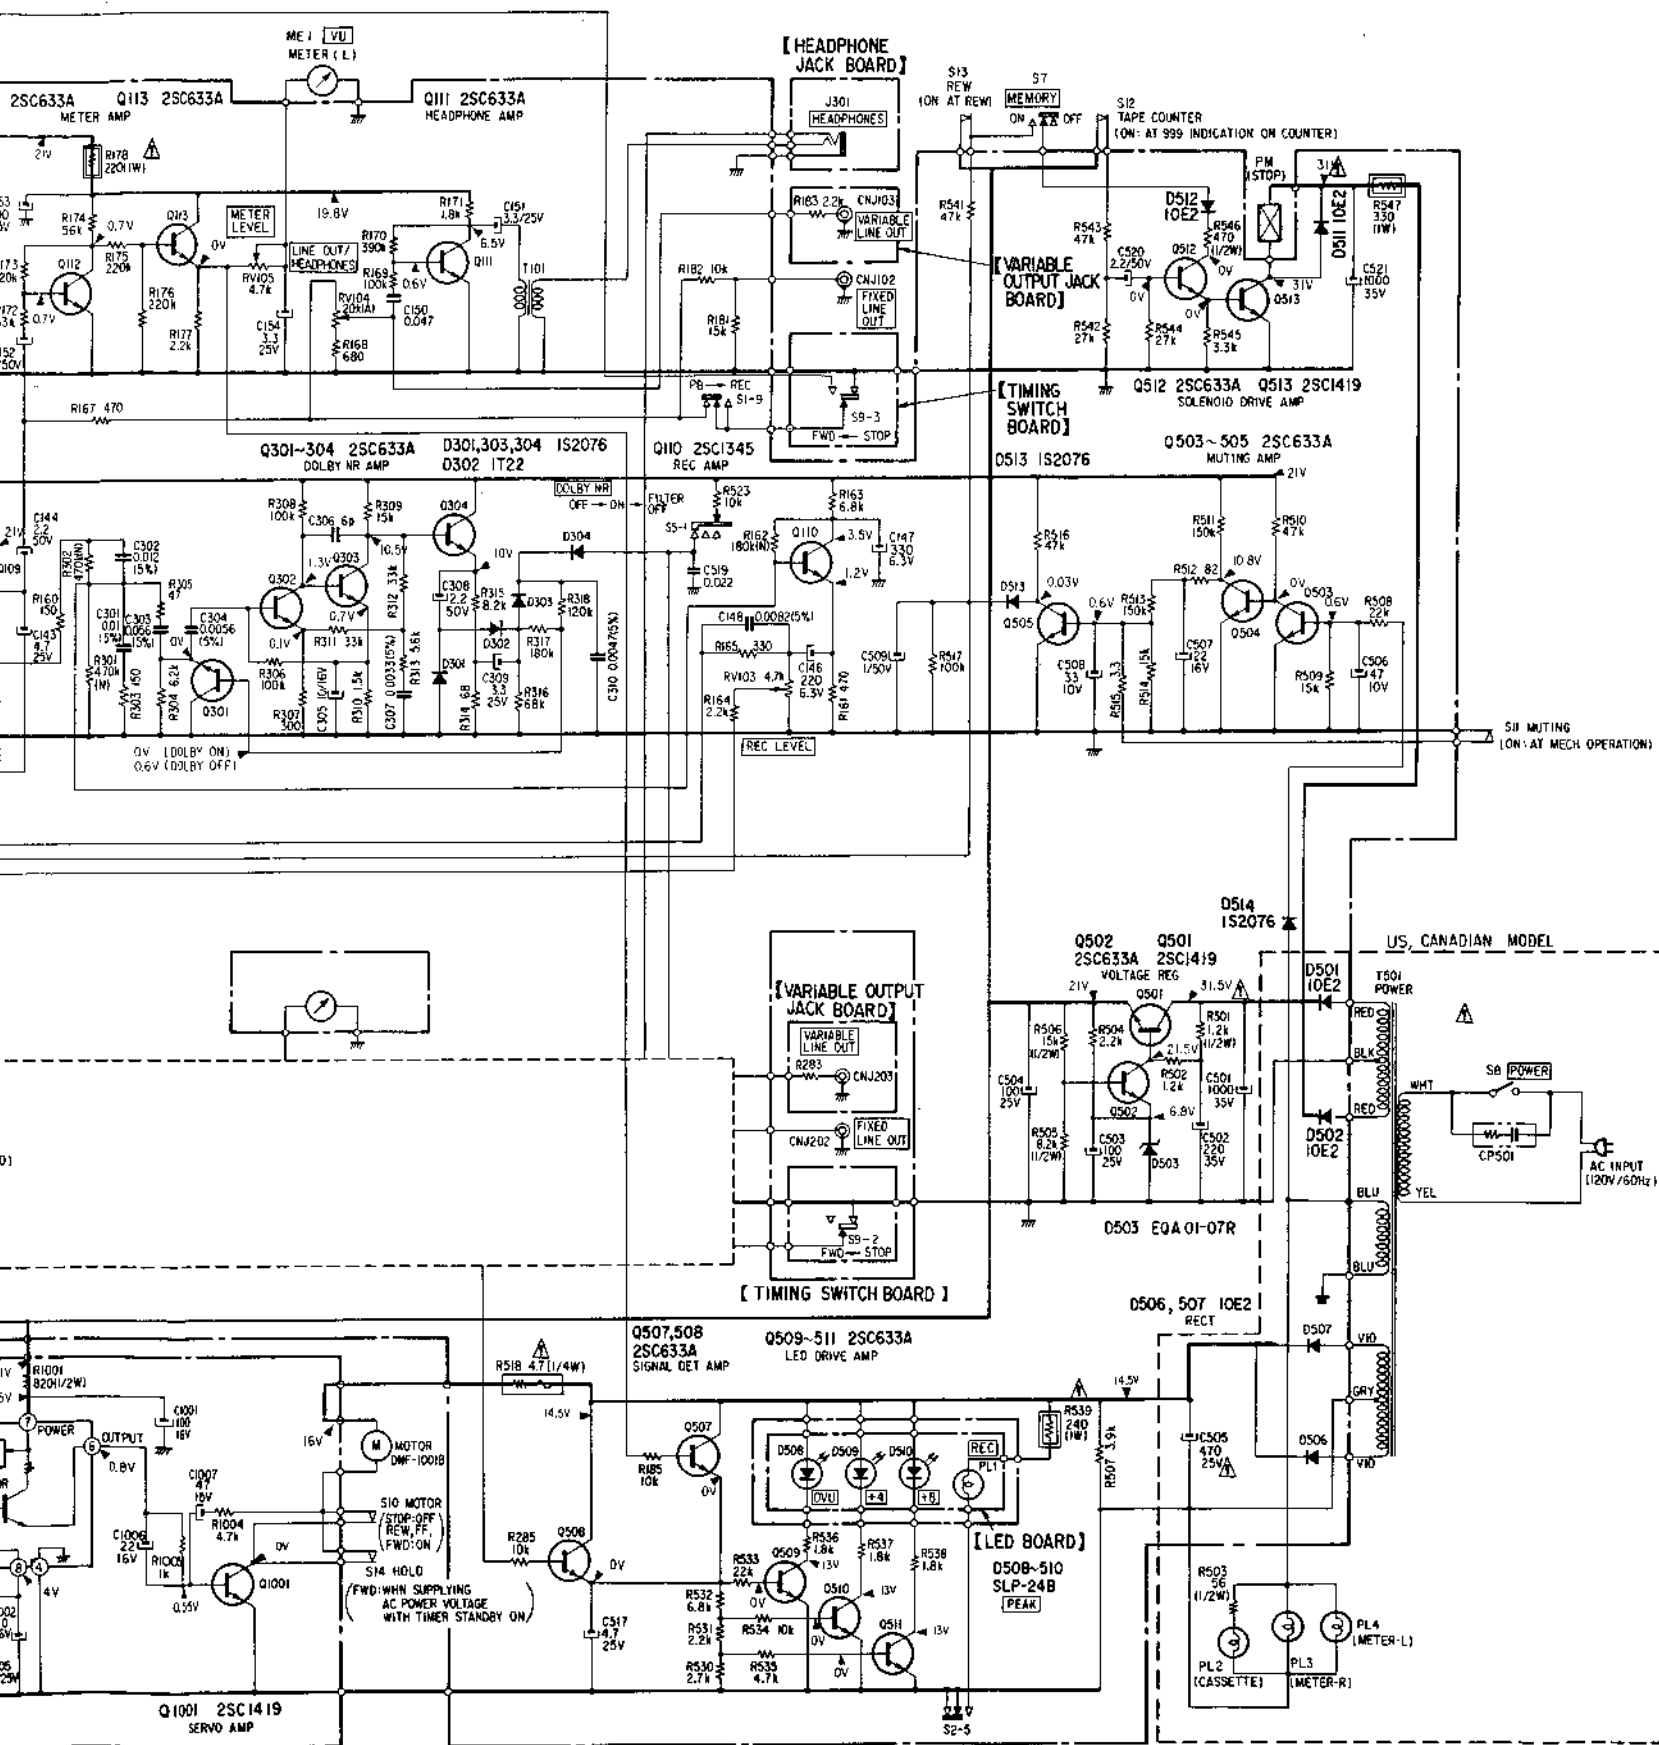 ME1 VU
METER (L)
[HEADPHONE
JACK BOARD]
S13
REW
(ON AT REW)
S7
MEMORY
ON OFF
S12
TAPE COUNTER
(ON: AT 999 INDICATION ON COUNTER)
2SC633A Q113 2SC633A
METER AMP
Q111 2SC633A
HEADPHONE AMP
J301
HEADPHONES
21V
R178
220(1W)
PM
(STOP)
31V
R547
330
(1W)
D511 10E2
R174
56k
0.7V
R175
220k
Q113
0V
METER
LEVEL
19.8V
LINE OUT/
HEADPHONES
R171
1.8k
C151
3.3/25V
6.5V
R170
390k
R169
100k
Q111
0.6V
C150
0.047
T101
R183 2.2k
CNJ103
VARIABLE
LINE OUT
R541
47k
R543
47k
D512
10E2
R546
470
(1/2W)
C520
2.2/50V
Q512
0V
31V
Q513
C521
1000
35V
Q112
0.7V
R176
220k
R177
2.2k
RV105
4.7k
C154
3.3
25V
RV104
20k(A)
R168
680
R182 10k
CNJ102
FIXED
LINE
OUT
R181
15k
[VARIABLE
OUTPUT JACK
BOARD]
R542
27k
0V
R544
27k
0V
R545
3.3k
PB → REC
S1-9
S9-3
FWD ← STOP
[TIMING
SWITCH
BOARD]
Q512 2SC633A Q513 2SC1419
SOLENOID DRIVE AMP
R167 470
Q301~304 2SC633A
DOLBY NR AMP
D301,303,304 1S2076
D302 1T22
Q110 2SC1345
REC AMP
D513 1S2076
Q503~505 2SC633A
MUTING AMP
21V
DOLBY NR
OFF → ON → FILTER
OFF
R523
10k
S5-1
C519
0.022
R163
6.8k
R162
180k(N)
Q110
3.5V
1.2V
C147
330
6.3V
21V
Q109
C144
2.2
50V
R302
470k(N)
C302
0.012
(5%)
R308
100k
C306 6p
R309
15k
Q304
10.5V
10V
D304
1.3V
Q303
Q302
0.7V
0.1V
R312 33k
C308
2.2
50V
R315
8.2k
D303
R318
120k
R160
150
C143
4.7
25V
C301
0.01
(5%)
C303
0.056
(5%)
R305
47
C304
0.0056
(5%)
0V
R301
470k
(N)
R303 150
R304 6.2k
Q301
R306
100k
R311 33k
R307
300
C305 10/16V
R310 1.5k
C307 0.0033(5%)
R313 5.6k
D301
D302
R317
180k
C309
3.3
25V
R314 68
R316
68k
C310 0.0047(5%)
0V (DOLBY ON)
0.6V (DOLBY OFF)
C148 0.0082(5%)
R165 330
RV103 4.7k
R164
2.2k
C146
220
6.3V
R161 470
REC LEVEL
C509
1/50V
R517
100k
D513
R516
47k
0.03V
Q505
0.6V
R513
150k
R512 82
C508
33
10V
R515 3.3
R514 15k
C507
22
16V
R511
150k
10.8V
Q504
R510
47k
0V
Q503
0.6V
R508
22k
R509
15k
C506
47
10V
S11 MUTING
(ON: AT MECH OPERATION)
D514
1S2076
US, CANADIAN MODEL
[VARIABLE OUTPUT
JACK BOARD]
VARIABLE
LINE OUT
R283
CNJ203
CNJ202
FIXED
LINE OUT
S9-2
FWD ← STOP
[TIMING SWITCH BOARD]
Q502 Q501
2SC633A 2SC1419
VOLTAGE REG
21V
Q501
31.5V
R506
15k
(1/2W)
R504
2.2k
R501
1.2k
(1/2W)
21.5V
R502
1.2k
C504
100
25V
Q502
6.8V
C501
1000
35V
R505
8.2k
(1/2W)
C503
100
25V
D503
C502
220
35V
D503 EQA01-07R
D501
10E2
T501
POWER
RED
BLK
RED
D502
10E2
WHT
YEL
S8 POWER
CP501
AC INPUT
(120V/60Hz)
BLU
BLU
D506, 507 10E2
RECT
D507
VIO
GRY
D506
VIO
Q507,508
2SC633A
SIGNAL DET AMP
Q509~511 2SC633A
LED DRIVE AMP
R1001
820(1/2W)
7
POWER
6
OUTPUT
0.8V
C1001
100
16V
16V
M
MOTOR
DMF-1001B
R518 4.7(1/4W)
14.5V
C1007
47
16V
R1004
4.7k
C1006
22
16V
R1005
1k
0V
Q1001
0.55V
8
4
4V
S10 MOTOR
(STOP:OFF
REW, FF,
FWD:ON)
S14 HOLD
(FWD:WHN SUPPLYING
AC POWER VOLTAGE
WITH TIMER STANDBY ON)
R285
10k
Q508
0V
C517
4.7
25V
Q507
R185
10k
0V
D508
D509
D510
0VU
+4
+8
REC
PL1
R539
240
(1W)
14.5V
R507 3.9k
C505
470
25V
R536
1.8k
R537
1.8k
R538
1.8k
[LED BOARD]
D508~510
SLP-24B
PEAK
R533
22k
Q509
13V
R532
6.8k
0V
Q510
13V
R531
2.2k
R534 10k
0V
Q511
13V
R530
2.7k
R535
4.7k
0V
S2-5
R503
56
(1/2W)
PL2
(CASSETTE)
PL3
(METER-R)
PL4
(METER-L)
Q1001 2SC1419
SERVO AMP